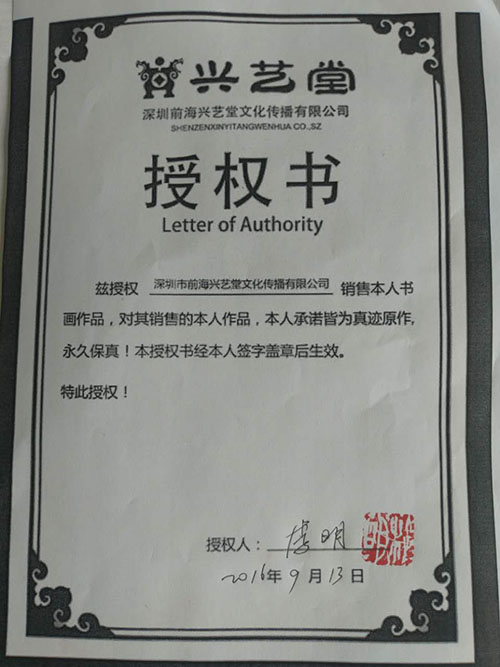 兴艺堂
深圳前海兴艺堂文化传播有限公司
SHENZENXINYITANGWENHUA CO.,SZ
授权书
Letter of Authority
兹授权 深圳市前海兴艺堂文化传播有限公司 销售本人书
画作品，对其销售的本人作品，本人承诺皆为真迹原作，
永久保真！本授权书经本人签字盖章后生效。
特此授权！
授权人： 明
2016年9月13日